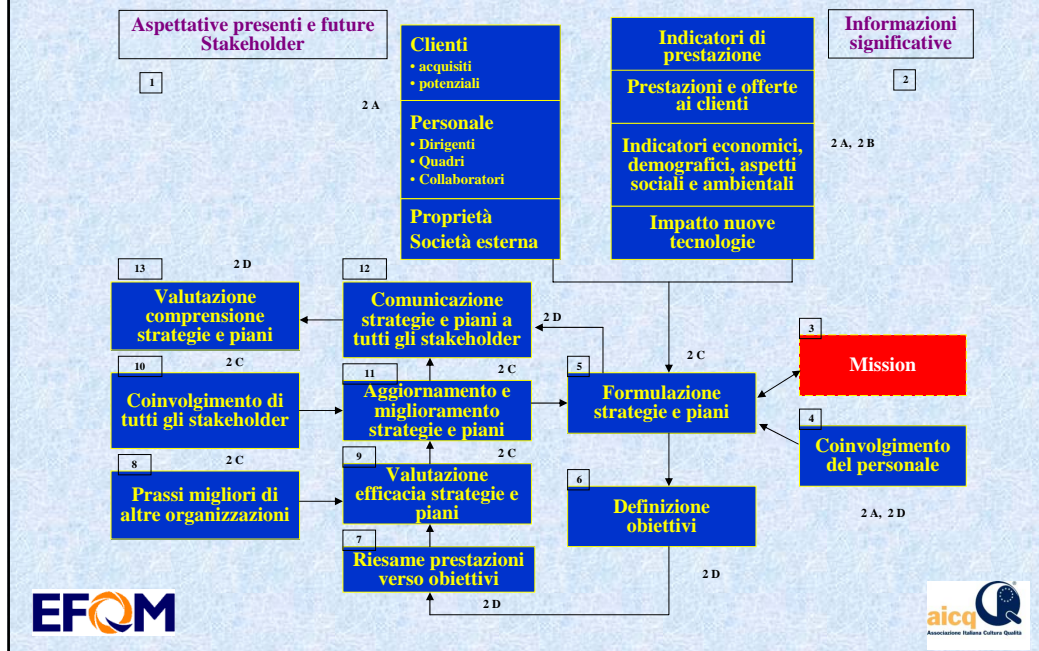 Aspettative presenti e future
Stakeholder
1
2 A
Clienti
• acquisiti
• potenziali
Personale
• Dirigenti
• Quadri
• Collaboratori
Proprietà
Società esterna
Indicatori di
prestazione
Prestazioni e offerte
ai clienti
Indicatori economici,
demografici, aspetti
sociali e ambientali
Impatto nuove
tecnologie
Informazioni
significative
2
2 A, 2 B
13
2 D
Valutazione
comprensione
strategie e piani
12
Comunicazione
strategie e piani a
tutti gli stakeholder
2 D
10
2 C
Coinvolgimento di
tutti gli stakeholder
11
2 C
Aggiornamento e
miglioramento
strategie e piani
5
2 C
Formulazione
strategie e piani
3
Mission
4
Coinvolgimento
del personale
2 A, 2 D
8
2 C
Prassi migliori di
altre organizzazioni
9
2 C
Valutazione
efficacia strategie e
piani
6
Definizione
obiettivi
7
Riesame prestazioni
verso obiettivi
2 D
2 D
EFQM
aicq
Associazione Italiana Cultura Qualità